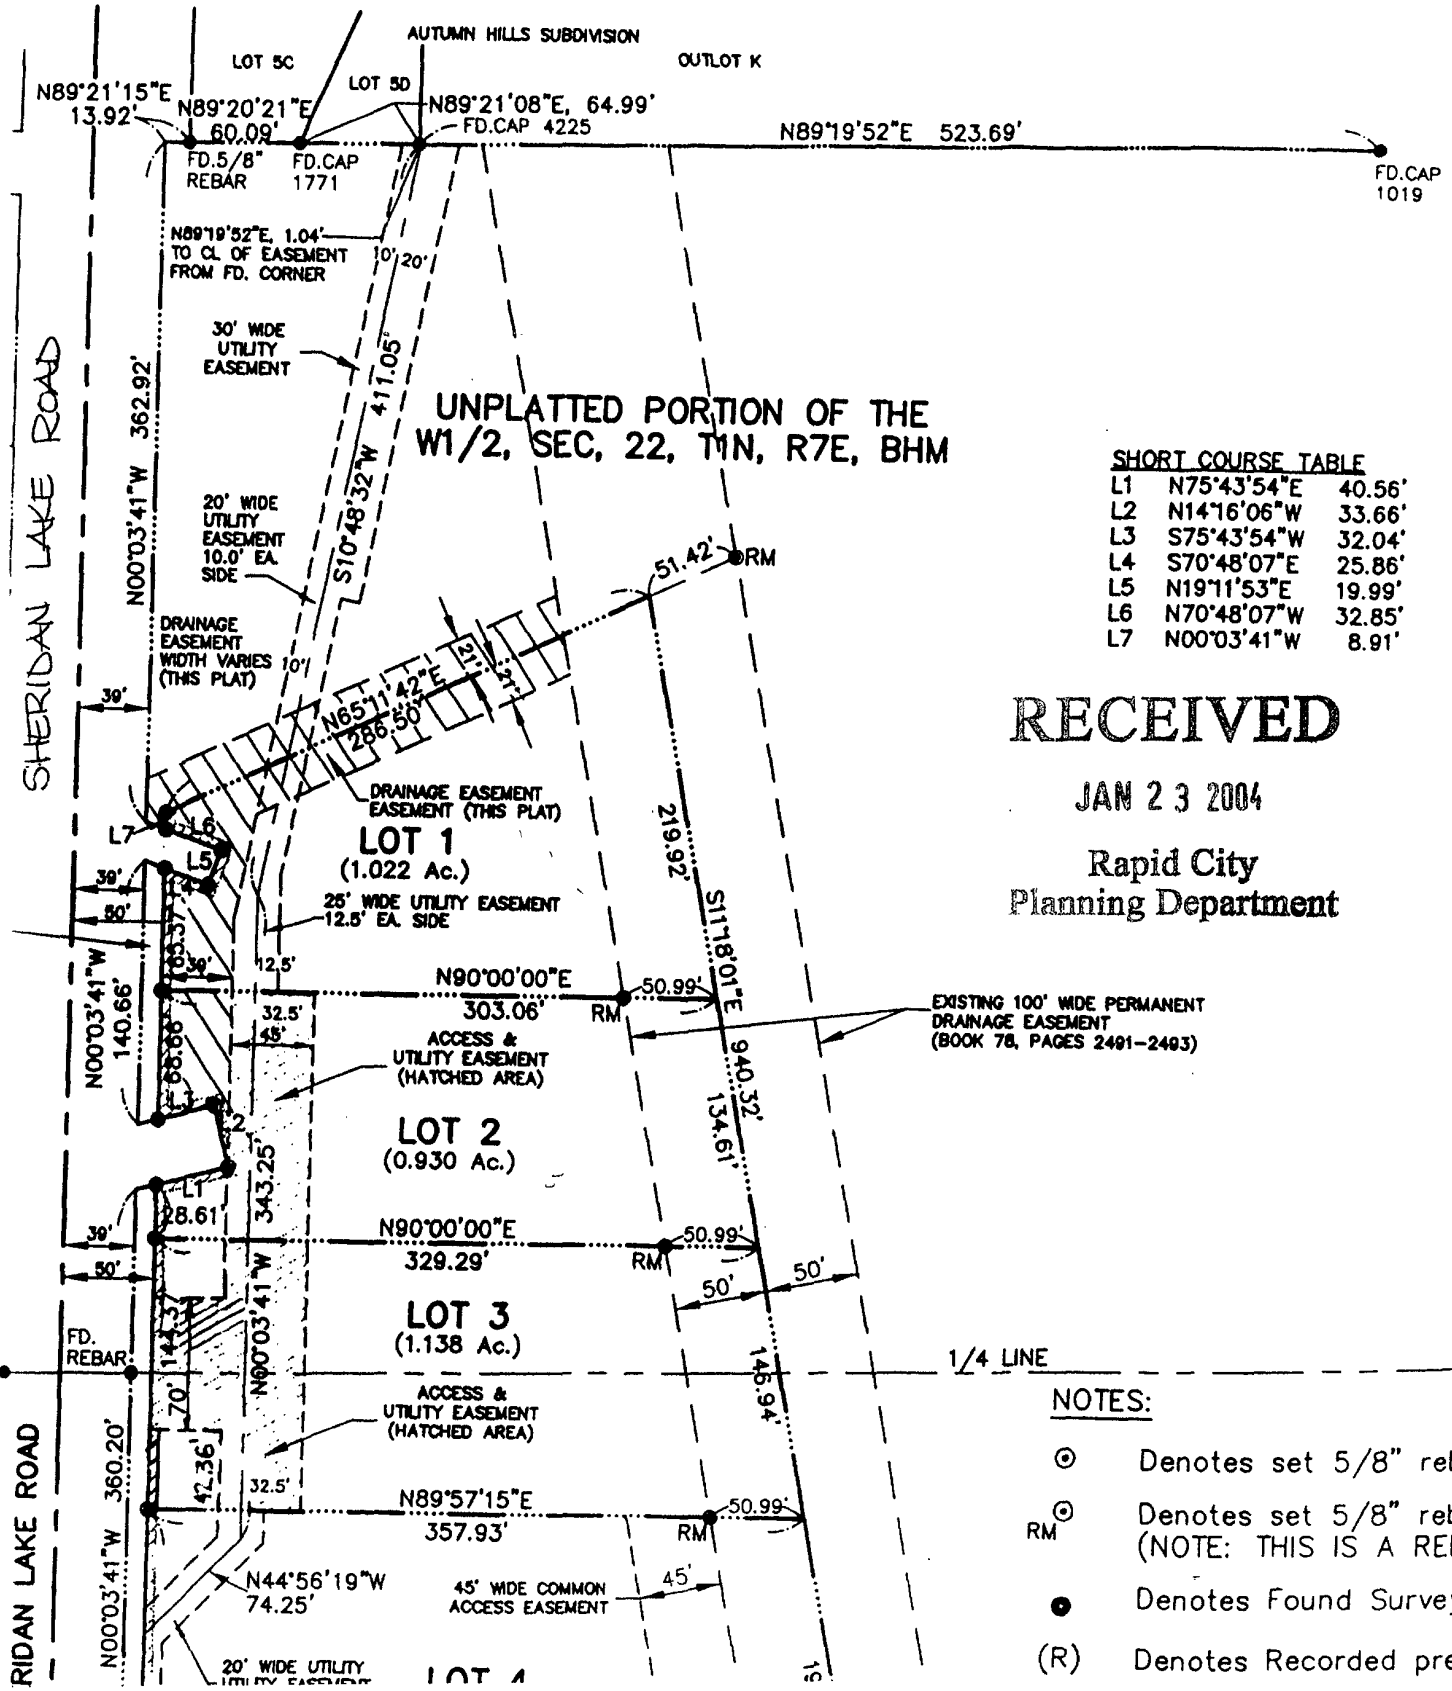 AUTUMN HILLS SUBDIVISION
LOT 5C
OUTLOT K
LOT 5D
N89°21'15"E
13.92'
N89°20'21"E
60.09'
N89°21'08"E, 64.99'
FD.CAP 4225
N89°19'52"E 523.69'
FD.5/8"
REBAR
FD.CAP
1771
FD.CAP
1019
N89°19'52"E, 1.04'
TO CL OF EASEMENT
FROM FD. CORNER
10'
20'
30' WIDE
UTILITY
EASEMENT
SHERIDAN LAKE ROAD
N00°03'41"W 362.92'
S10°48'32"W 411.05'
UNPLATTED PORTION OF THE
W1/2, SEC, 22, T1N, R7E, BHM
SHORT COURSE TABLE
L1 N75°43'54"E 40.56'
L2 N14°16'06"W 33.66'
L3 S75°43'54"W 32.04'
L4 S70°48'07"E 25.86'
L5 N19°11'53"E 19.99'
L6 N70°48'07"W 32.85'
L7 N00°03'41"W 8.91'
20' WIDE
UTILITY
EASEMENT
10.0' EA.
SIDE
51.42'
RM
DRAINAGE
EASEMENT
WIDTH VARIES
(THIS PLAT)
10'
39'
21'
21'
N65°11'42"E
286.50'
RECEIVED
JAN 23 2004
Rapid City
Planning Department
DRAINAGE EASEMENT
EASEMENT (THIS PLAT)
L7
L6
L5
LOT 1
(1.022 Ac.)
219.92'
39'
50'
25' WIDE UTILITY EASEMENT
12.5' EA. SIDE
S11°18'01"E 940.32'
N00°03'41"W
140.66'
39'
12.5'
N90°00'00"E
303.06'
50.99'
RM
EXISTING 100' WIDE PERMANENT
DRAINAGE EASEMENT
(BOOK 78, PAGES 2491-2493)
32.5'
45'
68.68'
ACCESS &
UTILITY EASEMENT
(HATCHED AREA)
L3
LOT 2
(0.930 Ac.)
134.61'
L1
28.61'
N00°03'41"W 343.25'
39'
50'
N90°00'00"E
329.29'
50.99'
RM
50'
50'
LOT 3
(1.138 Ac.)
FD.
REBAR
1/4 LINE
146.94'
70'
ACCESS &
UTILITY EASEMENT
(HATCHED AREA)
NOTES:
Denotes set 5/8"
RM
Denotes set 5/8"
(NOTE: THIS IS A
Denotes Found
(R) Denotes Recorded
N00°03'41"W 360.20'
42.36'
32.5'
N89°57'15"E
357.93'
50.99'
RM
N44°56'19"W
74.25'
45' WIDE COMMON
ACCESS EASEMENT
45'
LAKE ROAD
20' WIDE UTILITY
UTILITY EASEMENT
LOT 4